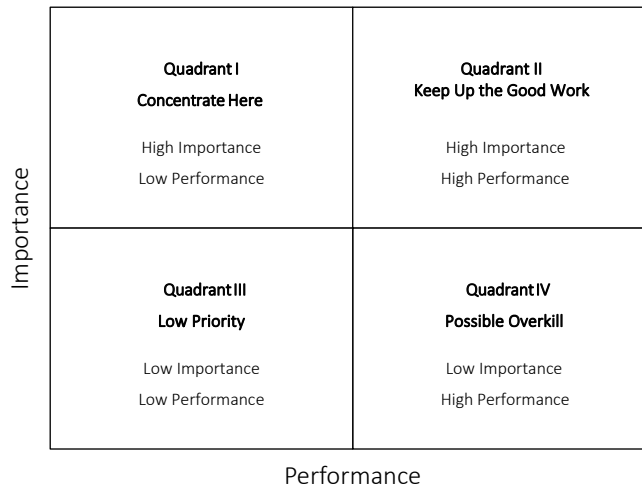 Importance
Quadrant I
Concentrate Here
High Importance
Low Performance
Quadrant II
Keep Up the Good Work
High Importance
High Performance
Quadrant III
Low Priority
Low Importance
Low Performance
Quadrant IV
Possible Overkill
Low Importance
High Performance
Performance